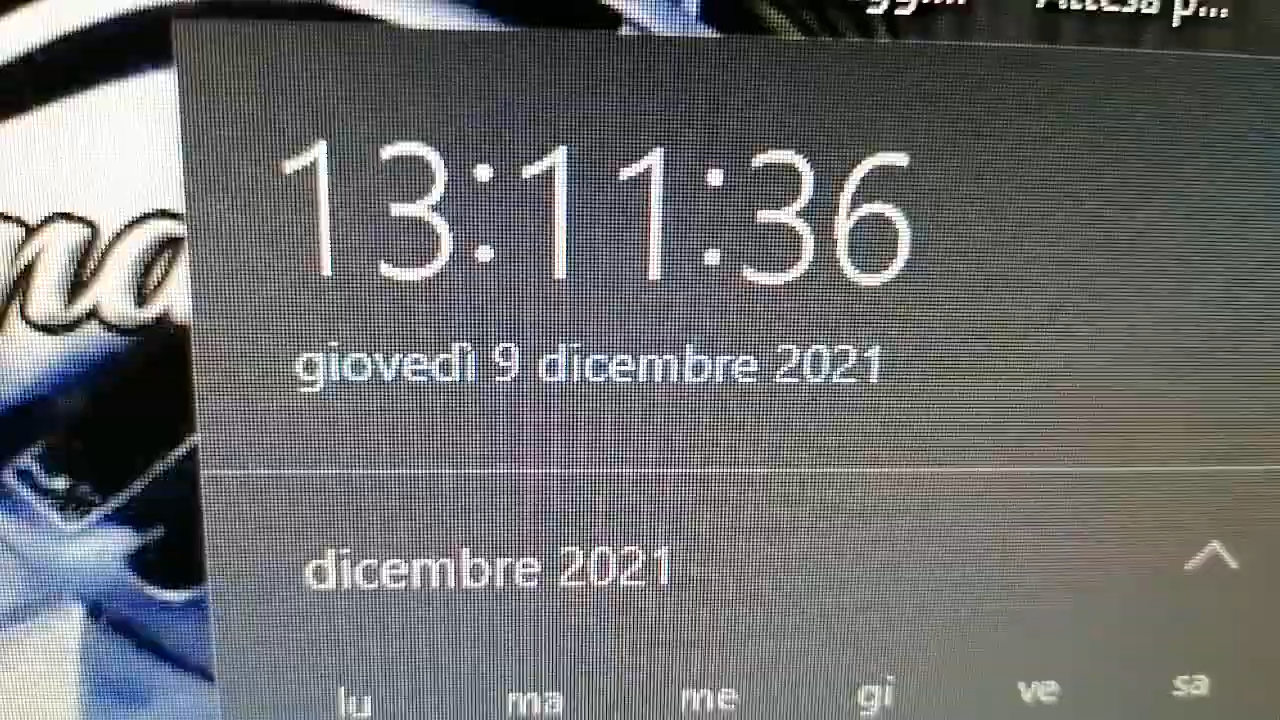 13:11:36
giovedì 9 dicembre 2021
dicembre 2021
lu ma me gi ve sa